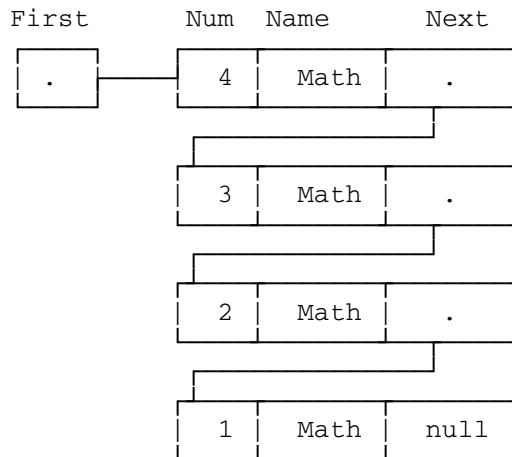 First Num Name Next
. 4 Math .
3 Math .
2 Math .
1 Math null